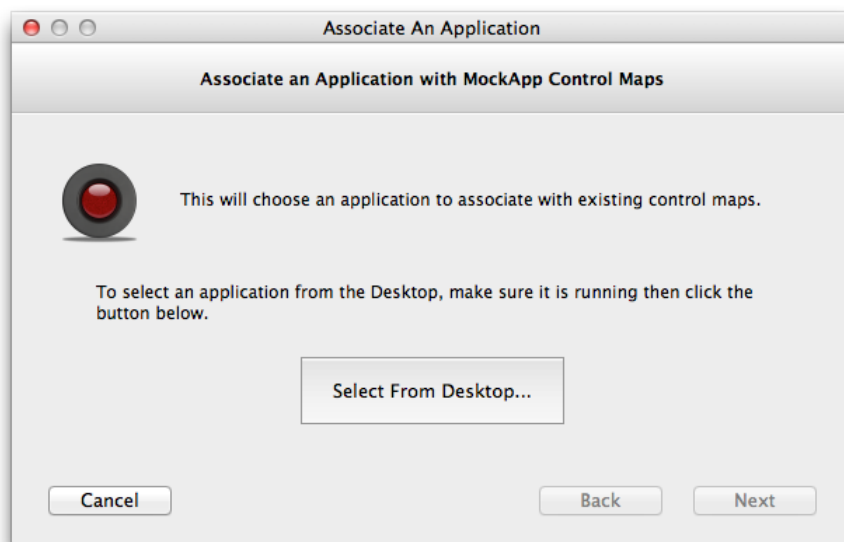 Associate An Application
Associate an Application with MockApp Control Maps
This will choose an application to associate with existing control maps.
To select an application from the Desktop, make sure it is running then click the
button below.
Select From Desktop...
Cancel
Back
Next